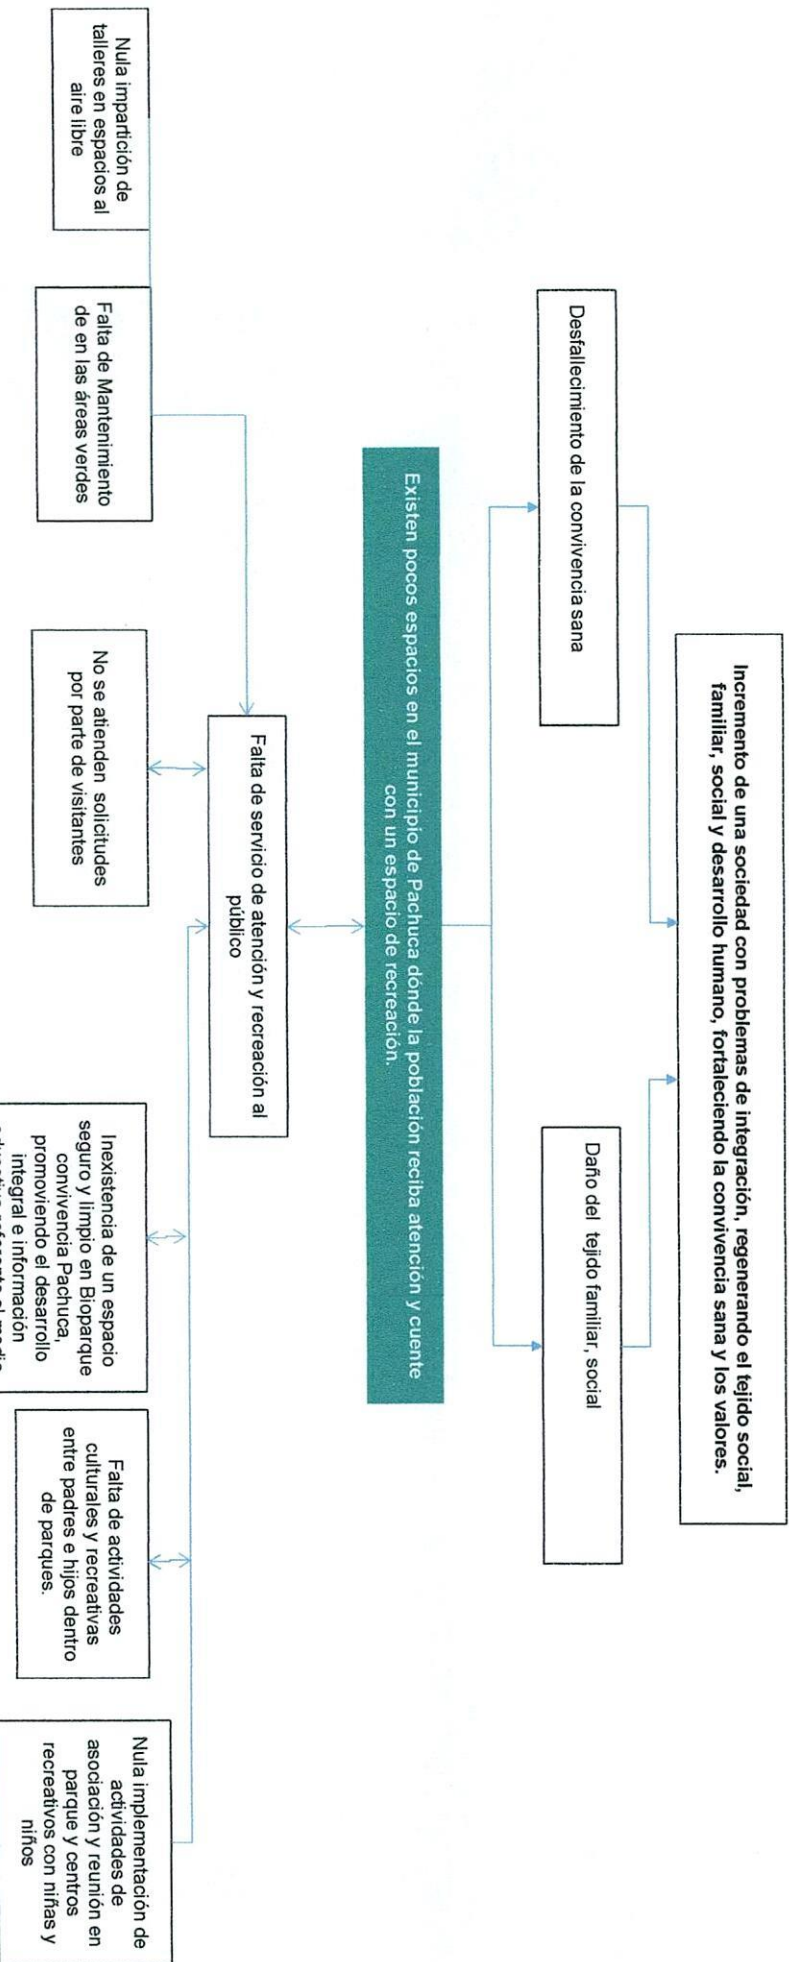 Incremento de una sociedad con problemas de integración, regenerando el tejido social,
familiar, social y desarrollo humano, fortaleciendo la convivencia sana y los valores.
Desfallecimiento de la convivencia sana
Daño del tejido familiar, social
Existen pocos espacios en el municipio de Pachuca dónde la población reciba atención y cuente
con un espacio de recreación.
Falta de servicio de atención y recreación al
público
Nula impartición de
talleres en espacios al
aire libre
Falta de Mantenimiento
de en las áreas verdes
No se atienden solicitudes
por parte de visitantes
Inexistencia de un espacio
seguro y limpio en Bioparque
convivencia Pachuca,
promoviendo el desarrollo
integral e información
Falta de actividades
culturales y recreativas
entre padres e hijos dentro
de parques.
Nula implementación de
actividades de
asociación y reunión en
parque y centros
recreativos con niñas y
niños